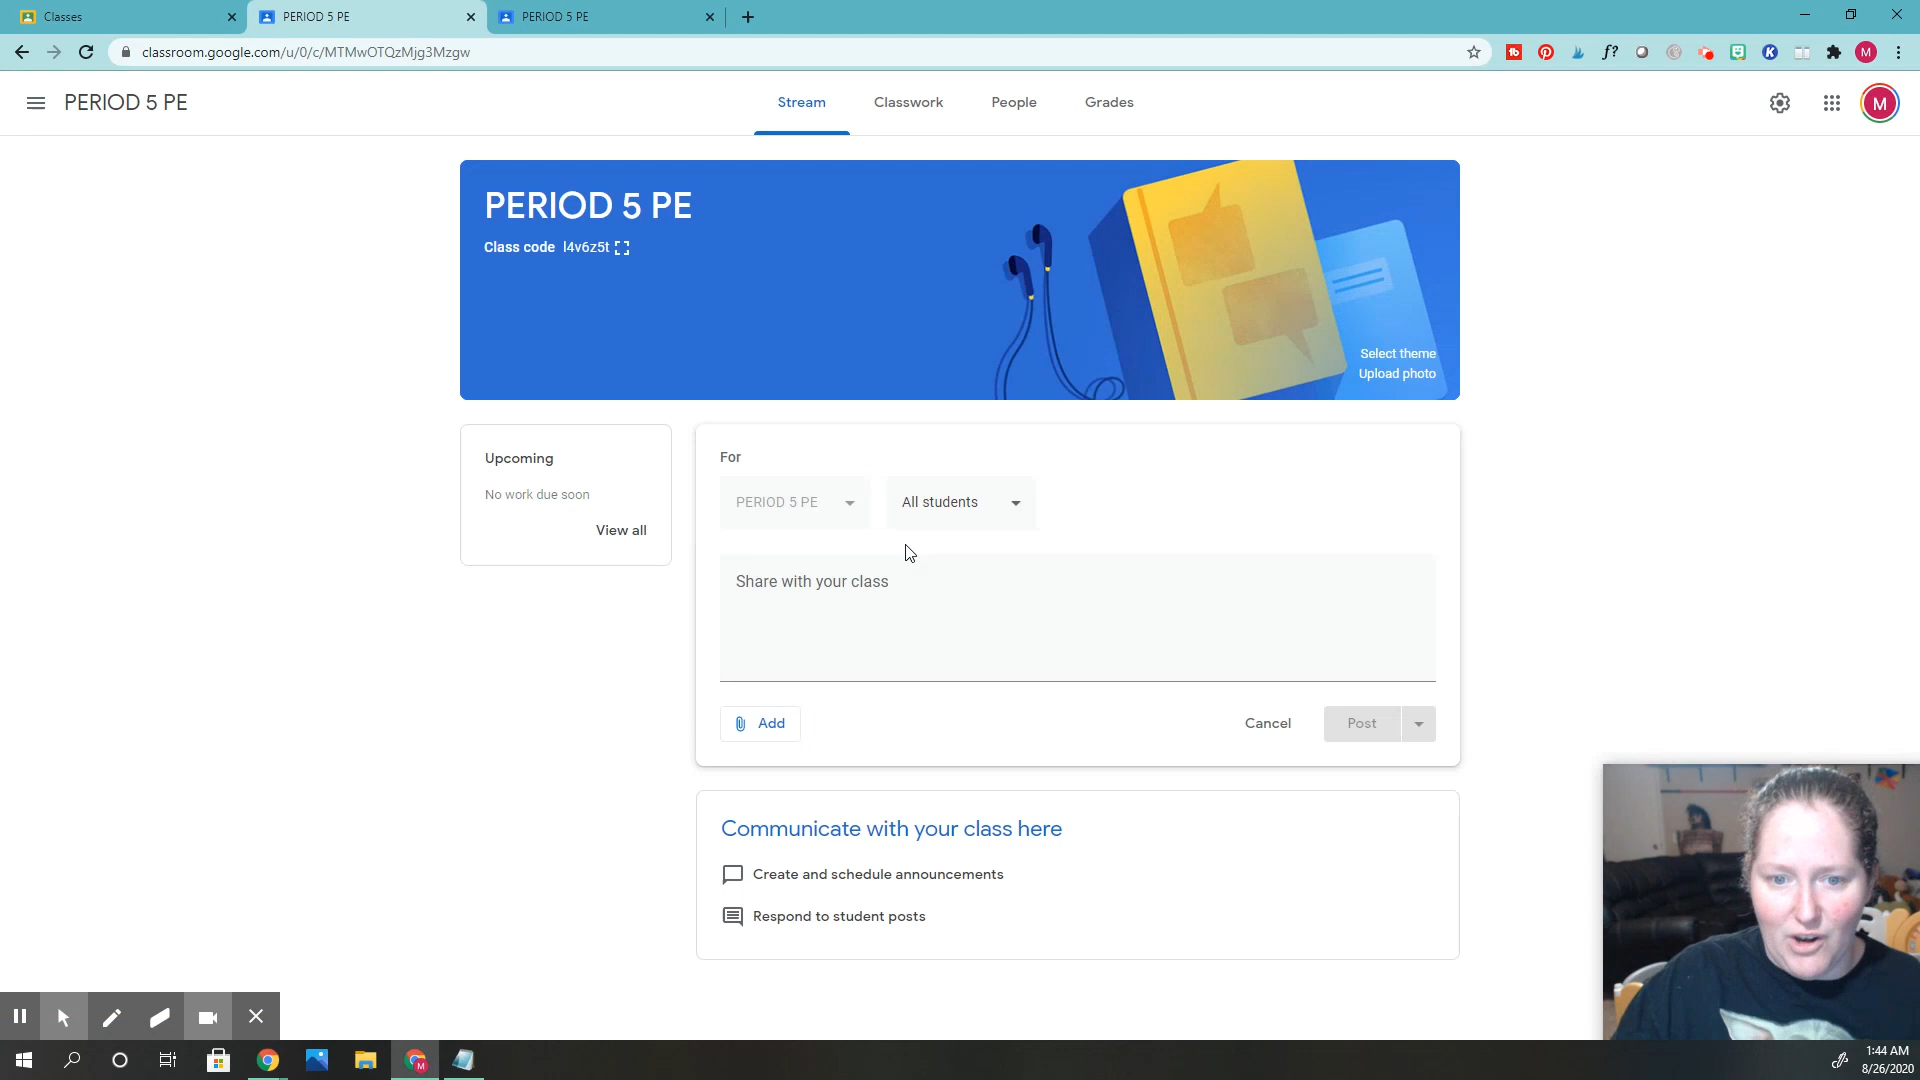 Classes
PERIOD 5 PE
PERIOD 5 PE
classroom.google.com/u/0/c/MTMwOTQzMjg3Mzgw
PERIOD 5 PE
Stream
Classwork
People
Grades
M
M
PERIOD 5 PE
Class code l4v6z5t
Select theme
Upload photo
Upcoming
No work due soon
View all
For
PERIOD 5 PE
All students
Share with your class
Add
Cancel
Post
Communicate with your class here
Create and schedule announcements
Respond to student posts
1:44 AM
8/26/2020